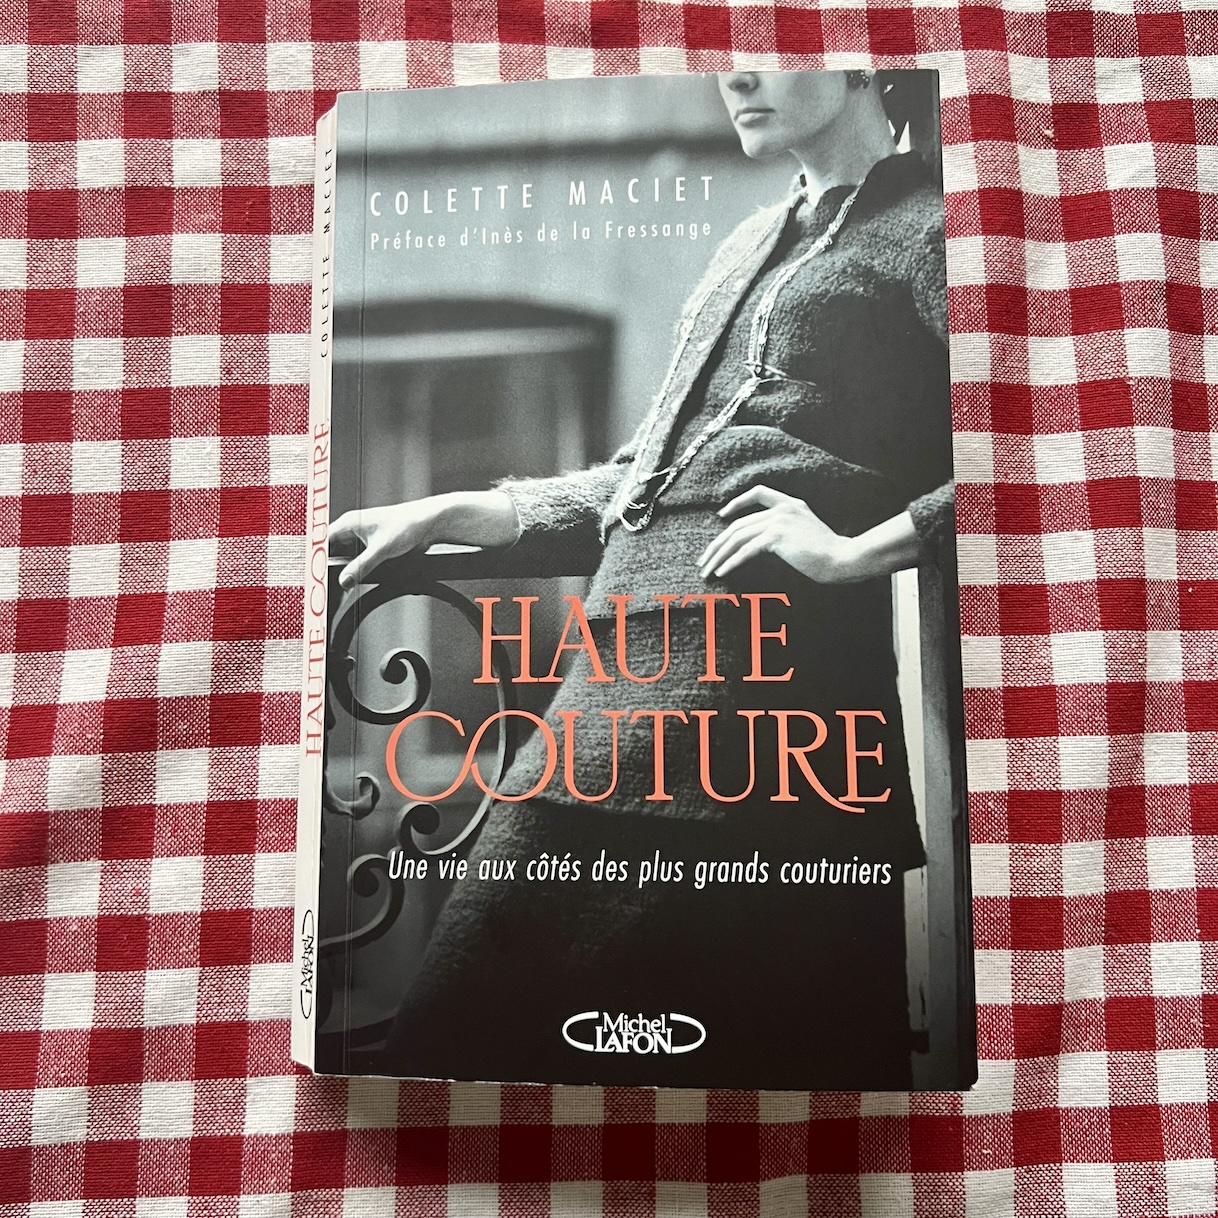 COLETTE MACIET
Préface d'Inès de la Fressange
HAUTE
COUTURE
Une vie aux côtés des plus grands couturiers
Michel
LAFON
COLETTE MACIET
HAUTE COUTURE
Michel
LAFON